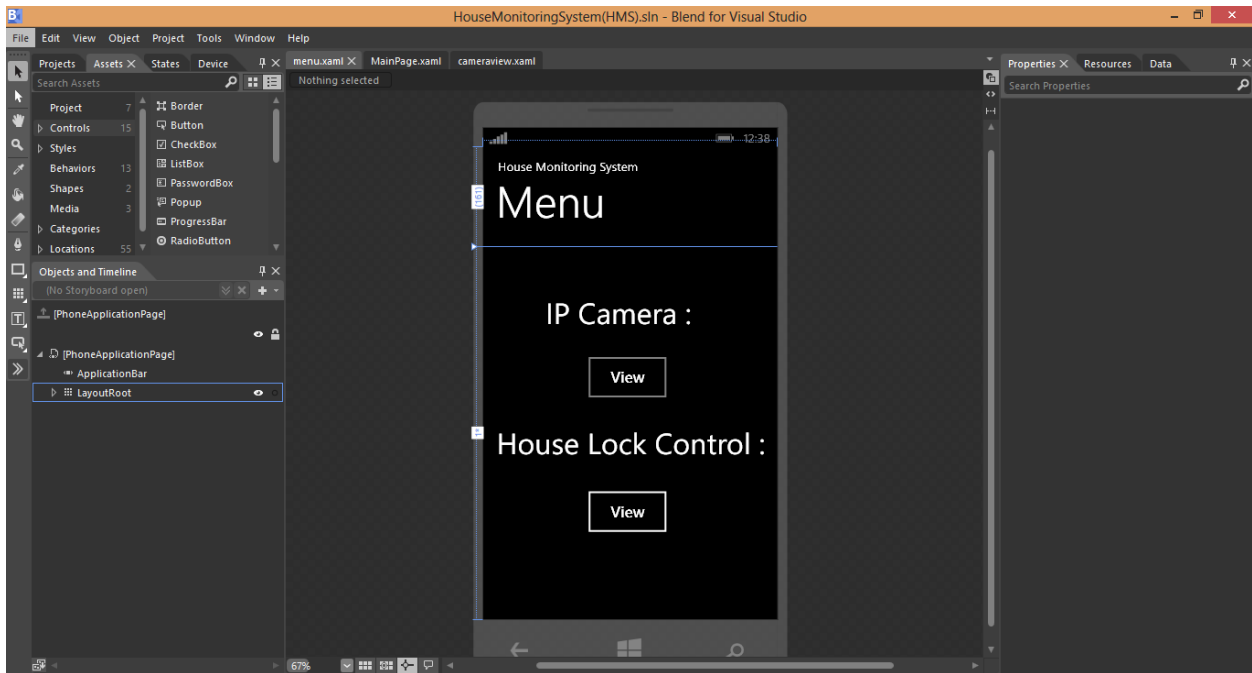 HouseMonitoringSystem(HMS).sln - Blend for Visual Studio
File Edit View Object Project Tools Window Help
Projects Assets States Device
menu.xaml MainPage.xaml cameraview.xaml
Properties Resources Data
Search Assets
Nothing selected
Search Properties
Project 7
Controls 15
Styles
Behaviors 13
Shapes 2
Media 3
Categories
Locations 55
Border
Button
CheckBox
ListBox
PasswordBox
Popup
ProgressBar
RadioButton
Objects and Timeline
(No Storyboard open)
[PhoneApplicationPage]
[PhoneApplicationPage]
ApplicationBar
LayoutRoot
12:38
House Monitoring System
Menu
(161)
IP Camera :
View
1*
House Lock Control :
View
67%